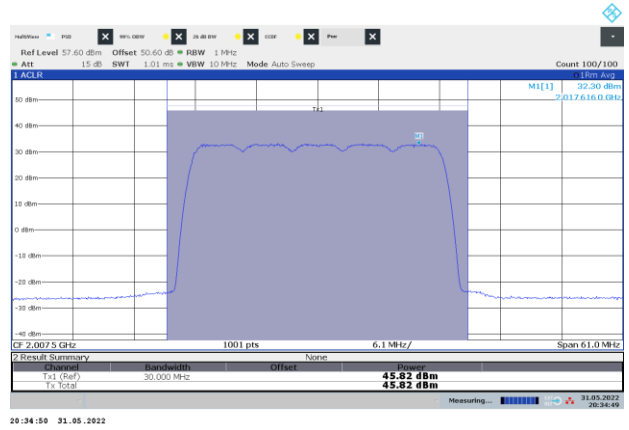 MultiView PSD X 99% OBW X 26 dB BW X CCDF X Pwr X
Ref Level 57.60 dBm Offset 50.60 dB RBW 1 MHz
Att 15 dB SWT 1.01 ms VBW 10 MHz Mode Auto Sweep Count 100/100
1 ACLR 1Rm Avg
M1[1] 32.30 dBm
2.0176160 GHz
50 dBm
Tx1
40 dBm
M1
30 dBm
20 dBm
10 dBm
0 dBm
-10 dBm
-20 dBm
-30 dBm
-40 dBm
CF 2.0075 GHz 1001 pts 6.1 MHz/ Span 61.0 MHz
2 Result Summary None
Channel Bandwidth Offset Power
Tx1 (Ref) 30.000 MHz 45.82 dBm
Tx Total 45.82 dBm
Measuring... 31.05.2022
20:34:49
20:34:50 31.05.2022